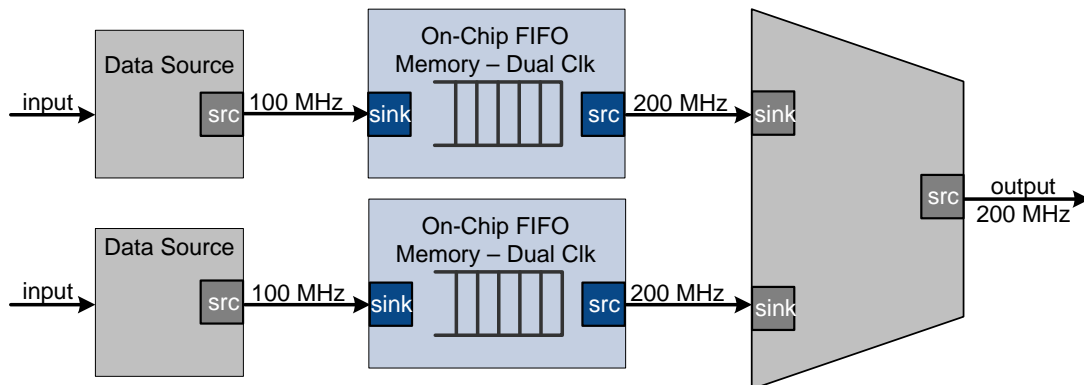 On-Chip FIFO
Memory – Dual Clk
Data Source
input
src
100 MHz
sink
src
200 MHz
sink
src
output
200 MHz
On-Chip FIFO
Memory – Dual Clk
Data Source
input
src
100 MHz
sink
src
200 MHz
sink